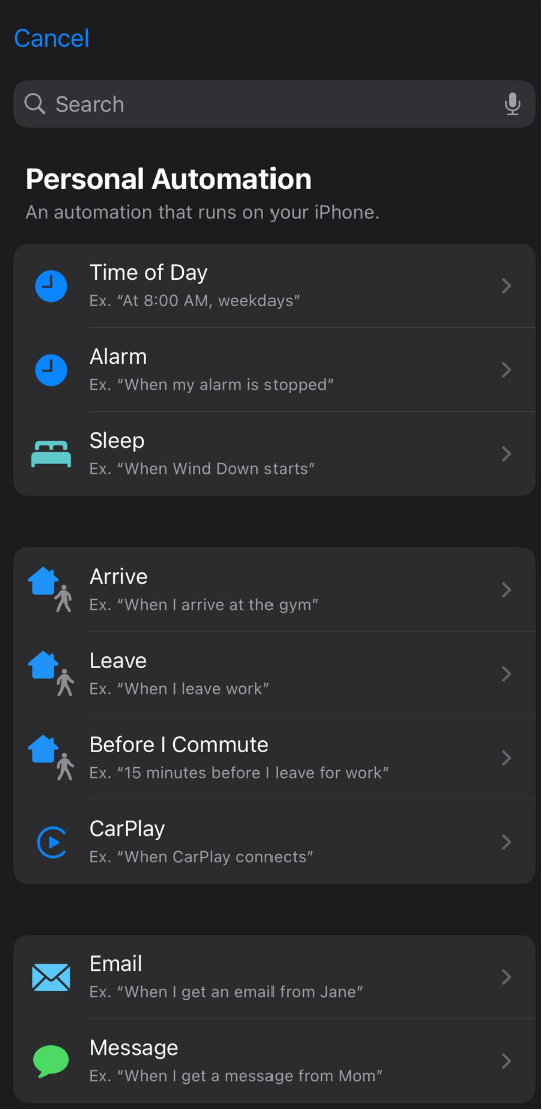 Cancel
Search
Personal Automation
An automation that runs on your iPhone.
Time of Day
Ex. “At 8:00 AM, weekdays”
Alarm
Ex. “When my alarm is stopped”
Sleep
Ex. “When Wind Down starts”
Arrive
Ex. “When I arrive at the gym”
Leave
Ex. “When I leave work”
Before I Commute
Ex. “15 minutes before I leave for work”
CarPlay
Ex. “When CarPlay connects”
Email
Ex. “When I get an email from Jane”
Message
Ex. “When I get a message from Mom”